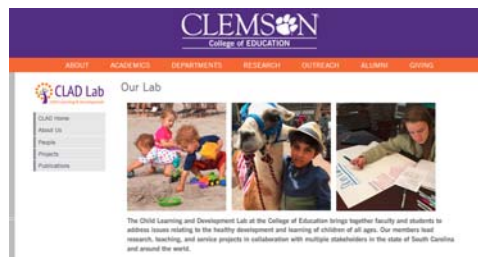 CLEMSON
College of EDUCATION
ABOUT ACADEMICS DEPARTMENTS RESEARCH OUTREACH ALUMNI GIVING
CLAD Lab
Child Learning & Development
Our Lab
CLAD Home
About Us
People
Projects
Publications
The Child Learning and Development Lab at the College of Education brings together faculty and students to
address issues relating to the healthy development and learning of children of all ages. Our members lead
research, teaching, and service projects in collaboration with multiple stakeholders in the state of South Carolina
and around the world.